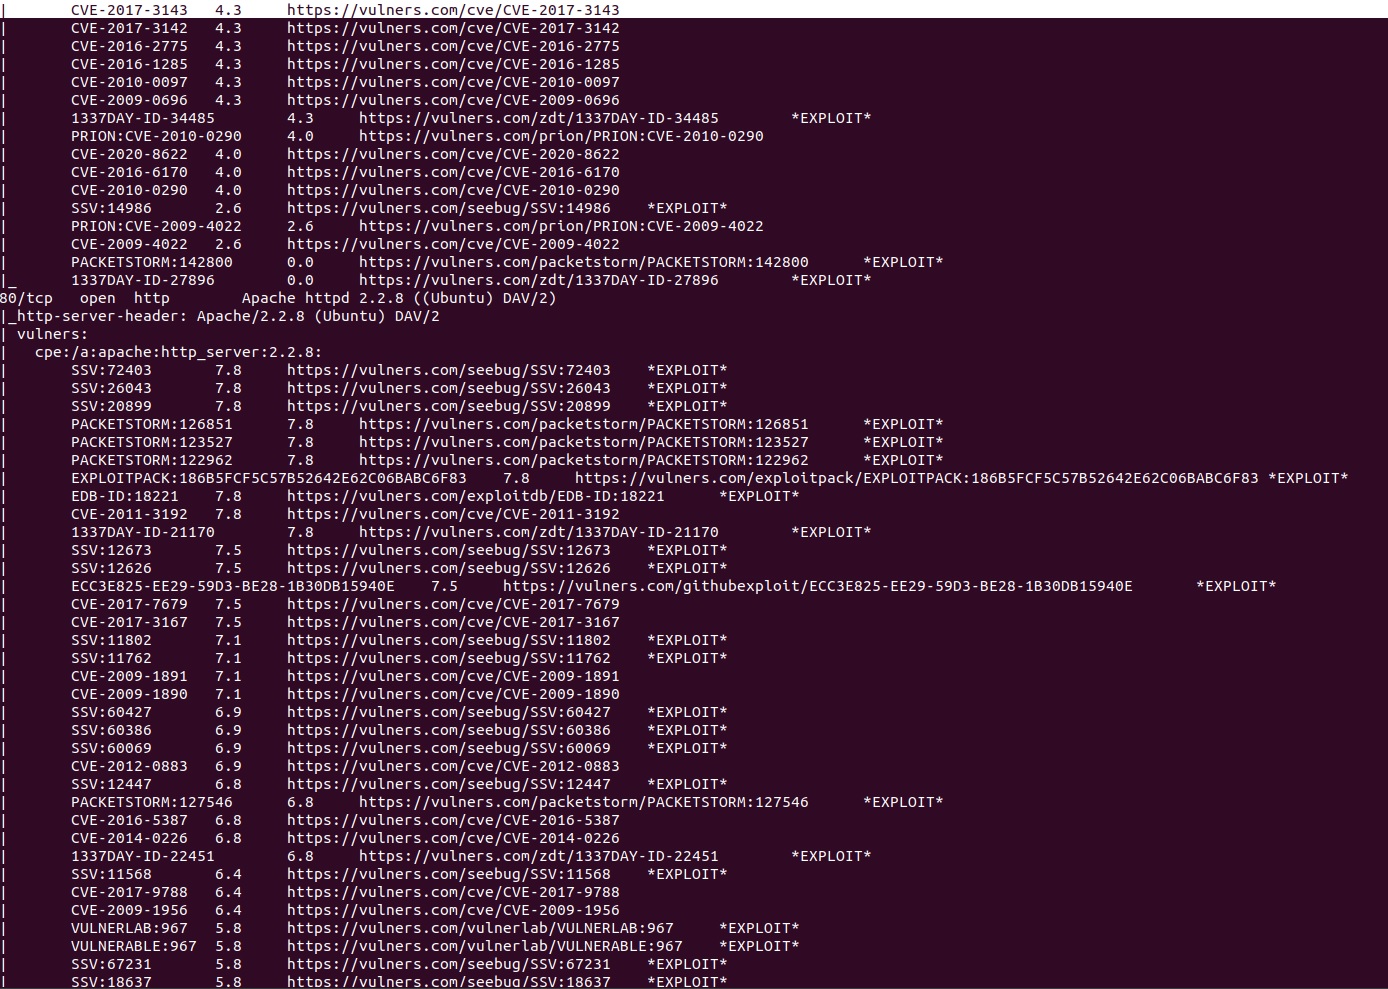 |       CVE-2017-3143   4.3     https://vulners.com/cve/CVE-2017-3143
|       CVE-2017-3142   4.3     https://vulners.com/cve/CVE-2017-3142
|       CVE-2016-2775   4.3     https://vulners.com/cve/CVE-2016-2775
|       CVE-2016-1285   4.3     https://vulners.com/cve/CVE-2016-1285
|       CVE-2010-0097   4.3     https://vulners.com/cve/CVE-2010-0097
|       CVE-2009-0696   4.3     https://vulners.com/cve/CVE-2009-0696
|       1337DAY-ID-34485        4.3     https://vulners.com/zdt/1337DAY-ID-34485        *EXPLOIT*
|       PRION:CVE-2010-0290     4.0     https://vulners.com/prion/PRION:CVE-2010-0290
|       CVE-2020-8622   4.0     https://vulners.com/cve/CVE-2020-8622
|       CVE-2016-6170   4.0     https://vulners.com/cve/CVE-2016-6170
|       CVE-2010-0290   4.0     https://vulners.com/cve/CVE-2010-0290
|       SSV:14986       2.6     https://vulners.com/seebug/SSV:14986    *EXPLOIT*
|       PRION:CVE-2009-4022     2.6     https://vulners.com/prion/PRION:CVE-2009-4022
|       CVE-2009-4022   2.6     https://vulners.com/cve/CVE-2009-4022
|       PACKETSTORM:142800      0.0     https://vulners.com/packetstorm/PACKETSTORM:142800      *EXPLOIT*
|_      1337DAY-ID-27896        0.0     https://vulners.com/zdt/1337DAY-ID-27896        *EXPLOIT*
80/tcp   open  http        Apache httpd 2.2.8 ((Ubuntu) DAV/2)
|_http-server-header: Apache/2.2.8 (Ubuntu) DAV/2
| vulners:
|   cpe:/a:apache:http_server:2.2.8:
|       SSV:72403       7.8     https://vulners.com/seebug/SSV:72403    *EXPLOIT*
|       SSV:26043       7.8     https://vulners.com/seebug/SSV:26043    *EXPLOIT*
|       SSV:20899       7.8     https://vulners.com/seebug/SSV:20899    *EXPLOIT*
|       PACKETSTORM:126851      7.8     https://vulners.com/packetstorm/PACKETSTORM:126851      *EXPLOIT*
|       PACKETSTORM:123527      7.8     https://vulners.com/packetstorm/PACKETSTORM:123527      *EXPLOIT*
|       PACKETSTORM:122962      7.8     https://vulners.com/packetstorm/PACKETSTORM:122962      *EXPLOIT*
|       EXPLOITPACK:186B5FCF5C57B52642E62C06BABC6F83    7.8     https://vulners.com/exploitpack/EXPLOITPACK:186B5FCF5C57B52642E62C06BABC6F83 *EXPLOIT*
|       EDB-ID:18221    7.8     https://vulners.com/exploitdb/EDB-ID:18221      *EXPLOIT*
|       CVE-2011-3192   7.8     https://vulners.com/cve/CVE-2011-3192
|       1337DAY-ID-21170        7.8     https://vulners.com/zdt/1337DAY-ID-21170        *EXPLOIT*
|       SSV:12673       7.5     https://vulners.com/seebug/SSV:12673    *EXPLOIT*
|       SSV:12626       7.5     https://vulners.com/seebug/SSV:12626    *EXPLOIT*
|       ECC3E825-EE29-59D3-BE28-1B30DB15940E    7.5     https://vulners.com/githubexploit/ECC3E825-EE29-59D3-BE28-1B30DB15940E       *EXPLOIT*
|       CVE-2017-7679   7.5     https://vulners.com/cve/CVE-2017-7679
|       CVE-2017-3167   7.5     https://vulners.com/cve/CVE-2017-3167
|       SSV:11802       7.1     https://vulners.com/seebug/SSV:11802    *EXPLOIT*
|       SSV:11762       7.1     https://vulners.com/seebug/SSV:11762    *EXPLOIT*
|       CVE-2009-1891   7.1     https://vulners.com/cve/CVE-2009-1891
|       CVE-2009-1890   7.1     https://vulners.com/cve/CVE-2009-1890
|       SSV:60427       6.9     https://vulners.com/seebug/SSV:60427    *EXPLOIT*
|       SSV:60386       6.9     https://vulners.com/seebug/SSV:60386    *EXPLOIT*
|       SSV:60069       6.9     https://vulners.com/seebug/SSV:60069    *EXPLOIT*
|       CVE-2012-0883   6.9     https://vulners.com/cve/CVE-2012-0883
|       SSV:12447       6.8     https://vulners.com/seebug/SSV:12447    *EXPLOIT*
|       PACKETSTORM:127546      6.8     https://vulners.com/packetstorm/PACKETSTORM:127546      *EXPLOIT*
|       CVE-2016-5387   6.8     https://vulners.com/cve/CVE-2016-5387
|       CVE-2014-0226   6.8     https://vulners.com/cve/CVE-2014-0226
|       1337DAY-ID-22451        6.8     https://vulners.com/zdt/1337DAY-ID-22451        *EXPLOIT*
|       SSV:11568       6.4     https://vulners.com/seebug/SSV:11568    *EXPLOIT*
|       CVE-2017-9788   6.4     https://vulners.com/cve/CVE-2017-9788
|       CVE-2009-1956   6.4     https://vulners.com/cve/CVE-2009-1956
|       VULNERLAB:967   5.8     https://vulners.com/vulnerlab/VULNERLAB:967     *EXPLOIT*
|       VULNERABLE:967  5.8     https://vulners.com/vulnerlab/VULNERABLE:967    *EXPLOIT*
|       SSV:67231       5.8     https://vulners.com/seebug/SSV:67231    *EXPLOIT*
|       SSV:18637       5.8     https://vulners.com/seebug/SSV:18637    *EXPLOIT*